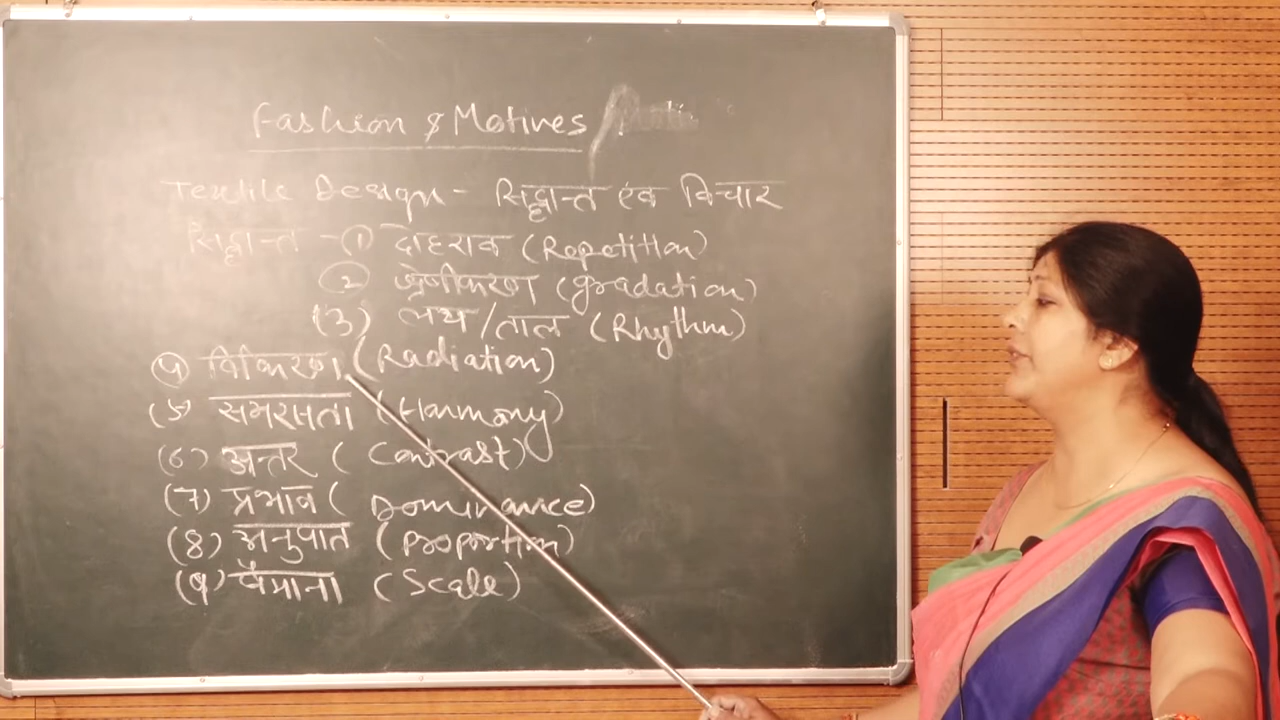 Fashion & Motives /
Textile Design - सिद्धान्त एंव विचार
सिद्धान्त - ① दोहराव (Repetition)
② श्रेणीकरण (gradation)
(3) लय/ताल (Rhythm)
④ विकिरण (Radiation)
(5) समरसता (Harmony)
(6) अन्तर (Contrast)
(7) प्रभाव (Dominance)
(8) अनुपात (Proportion)
(9) पैमाना (Scale)